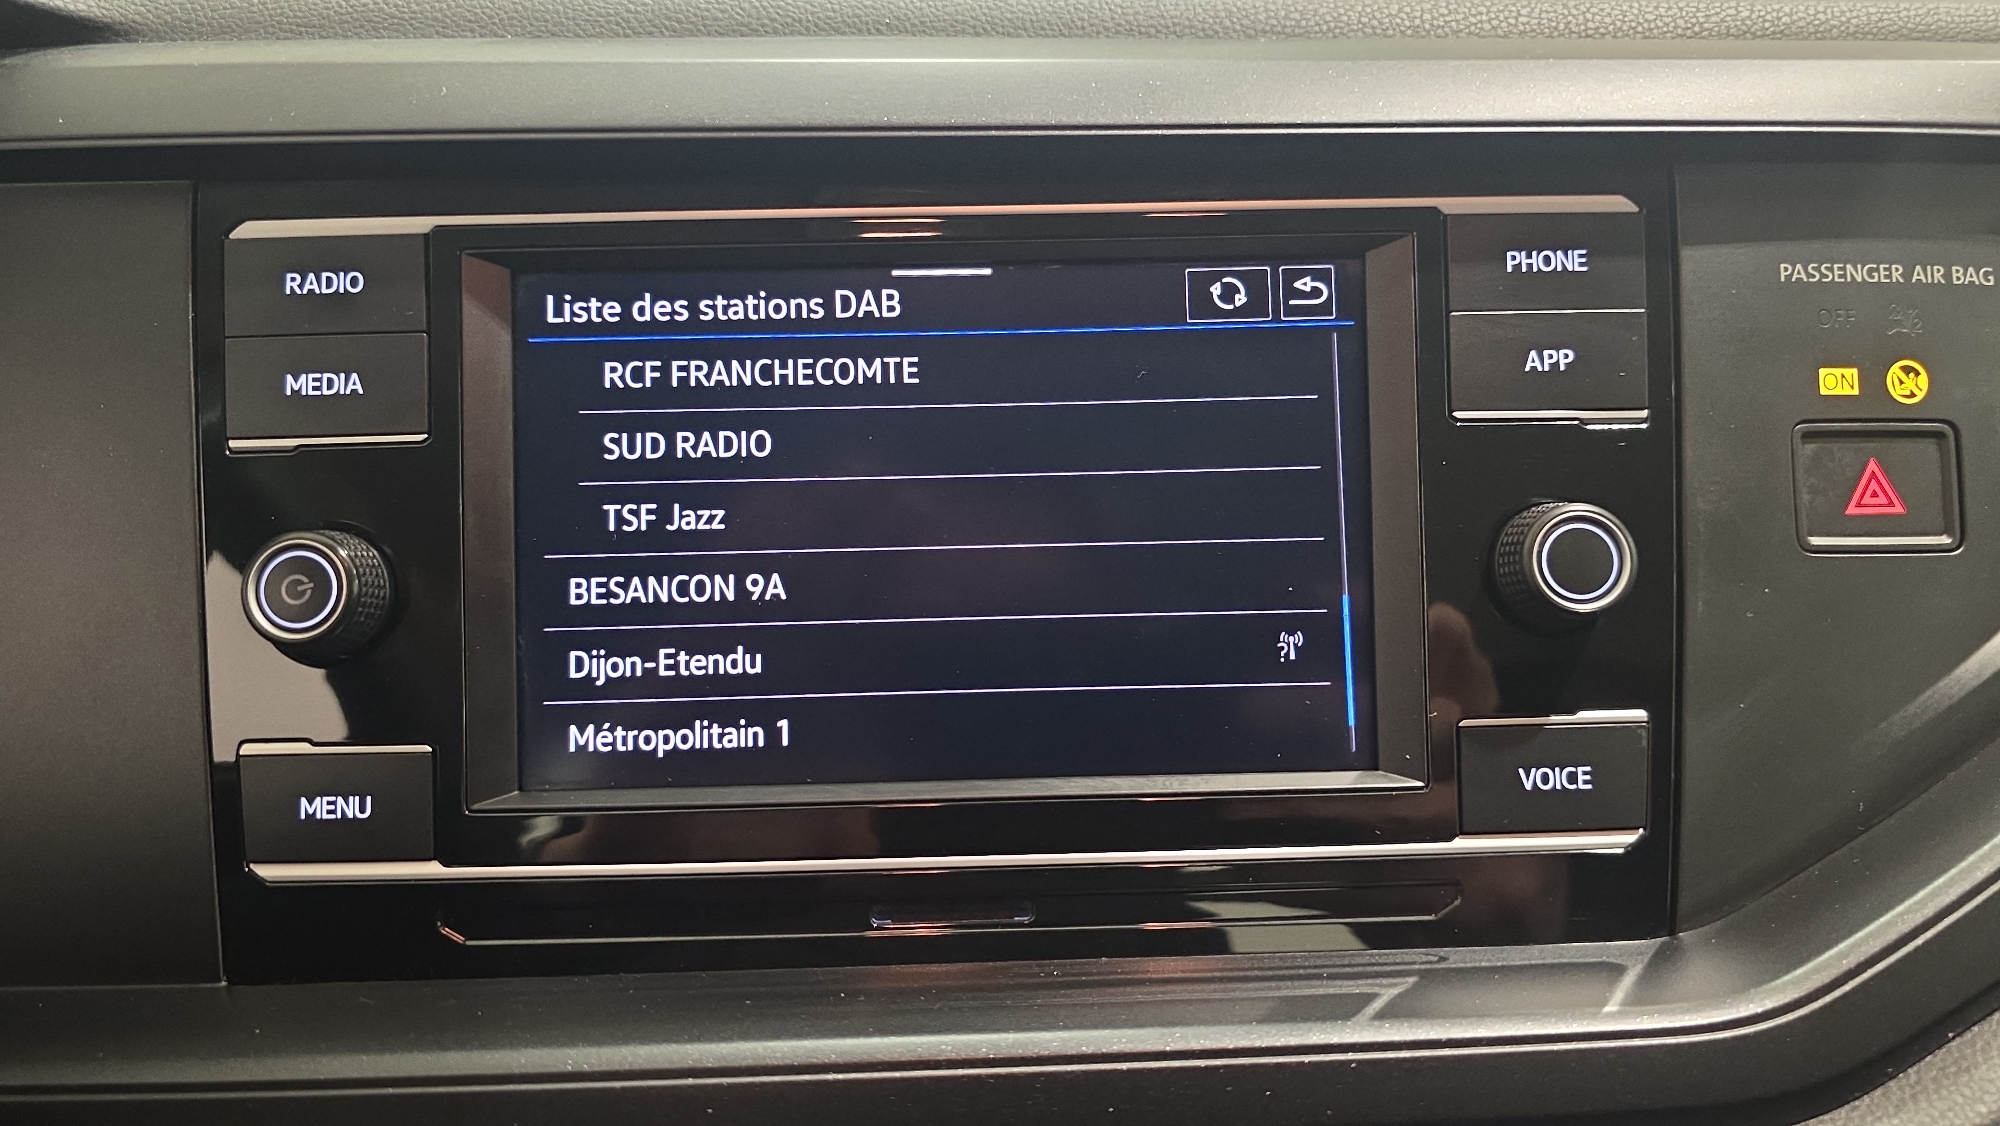 RADIO
MEDIA
MENU
Liste des stations DAB
RCF FRANCHECOMTE
SUD RADIO
TSF Jazz
BESANCON 9A
Dijon-Etendu
?
Métropolitain 1
PHONE
APP
VOICE
PASSENGER AIR BAG
OFF
ON